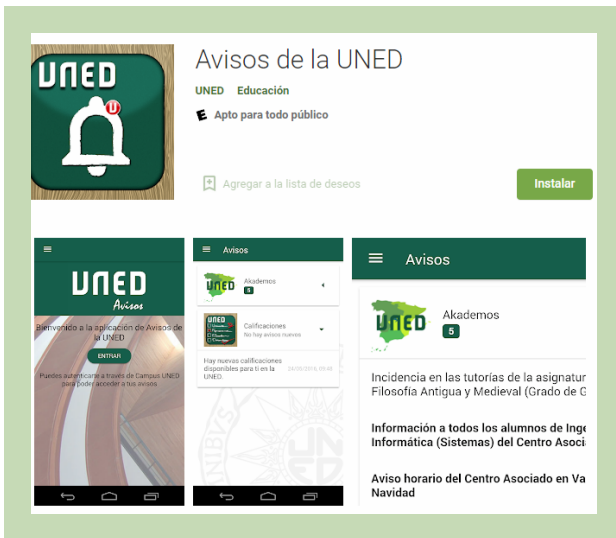 UNED
Avisos de la UNED
UNED Educación
E Apto para todo público
Agregar a la lista de deseos
Instalar
UNED
Avisos
Bienvenido a la aplicación de Avisos de
la UNED
ENTRAR
Puedes autenticarte a través de Campus UNED
para poder acceder a tus avisos
Avisos
UNED
Akademos
5
UNED
Calificaciones
No hay avisos nuevos
Hay nuevas calificaciones
disponibles para ti en la
UNED.
Avisos
UNED
Akademos
5
Incidencia en las tutorías de la asignatur
Filosofía Antigua y Medieval (Grado de G
Información a todos los alumnos de Inge
Informática (Sistemas) del Centro Asocia
Aviso horario del Centro Asociado en Va
Navidad